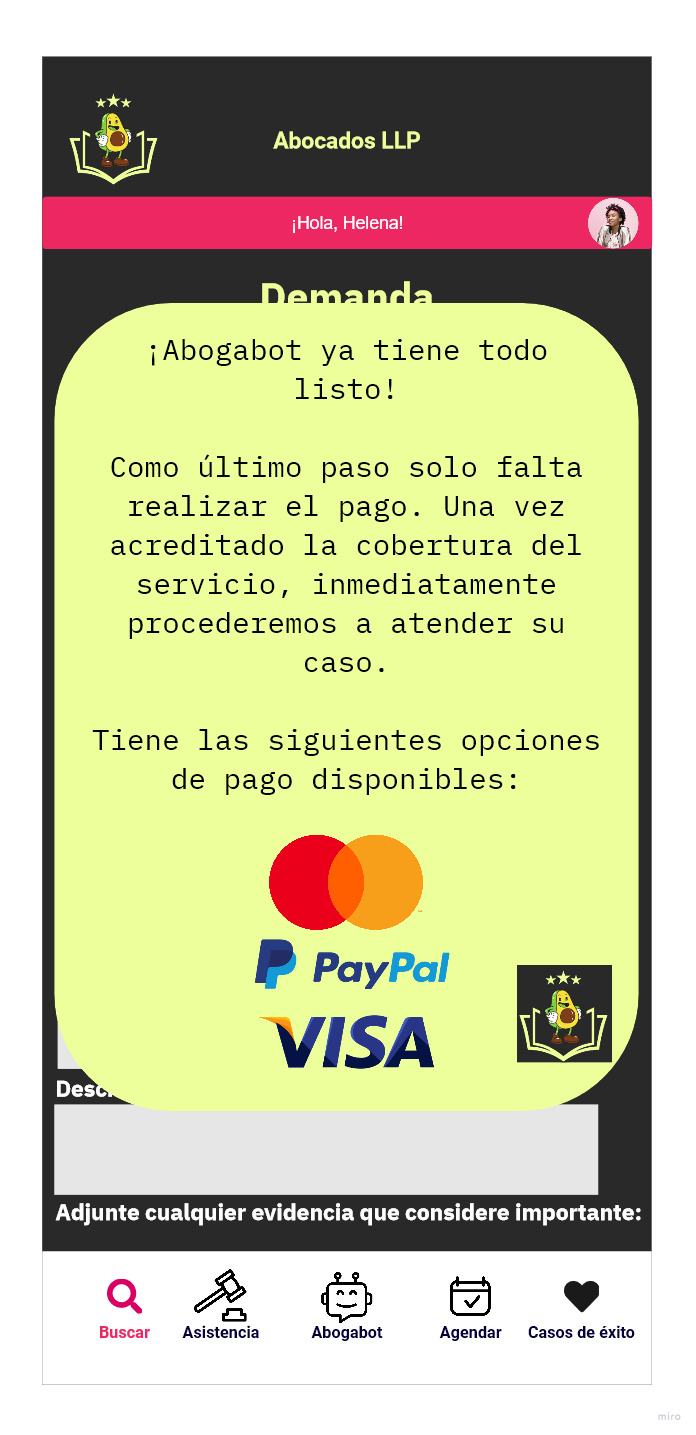 Abocados LLP
¡Hola, Helena!
Demanda
¡Abogabot ya tiene todo
listo!
Como último paso solo falta
realizar el pago. Una vez
acreditado la cobertura del
servicio, inmediatamente
procederemos a atender su
caso.
Tiene las siguientes opciones
de pago disponibles:
PayPal
VISA
Desc
Adjunte cualquier evidencia que considere importante:
Buscar
Asistencia
Abogabot
Agendar
Casos de éxito
miro